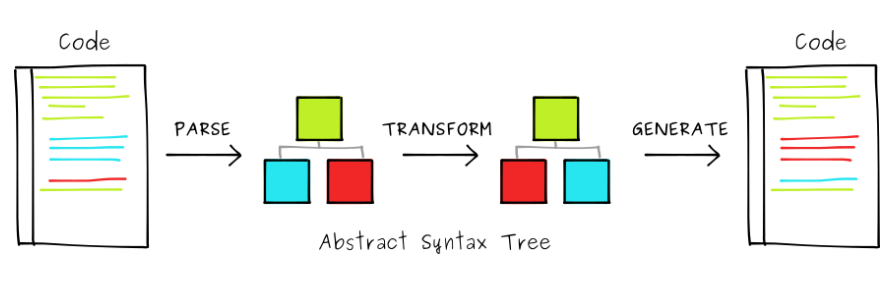 Code
Code
PARSE
TRANSFORM
GENERATE
Abstract Syntax Tree